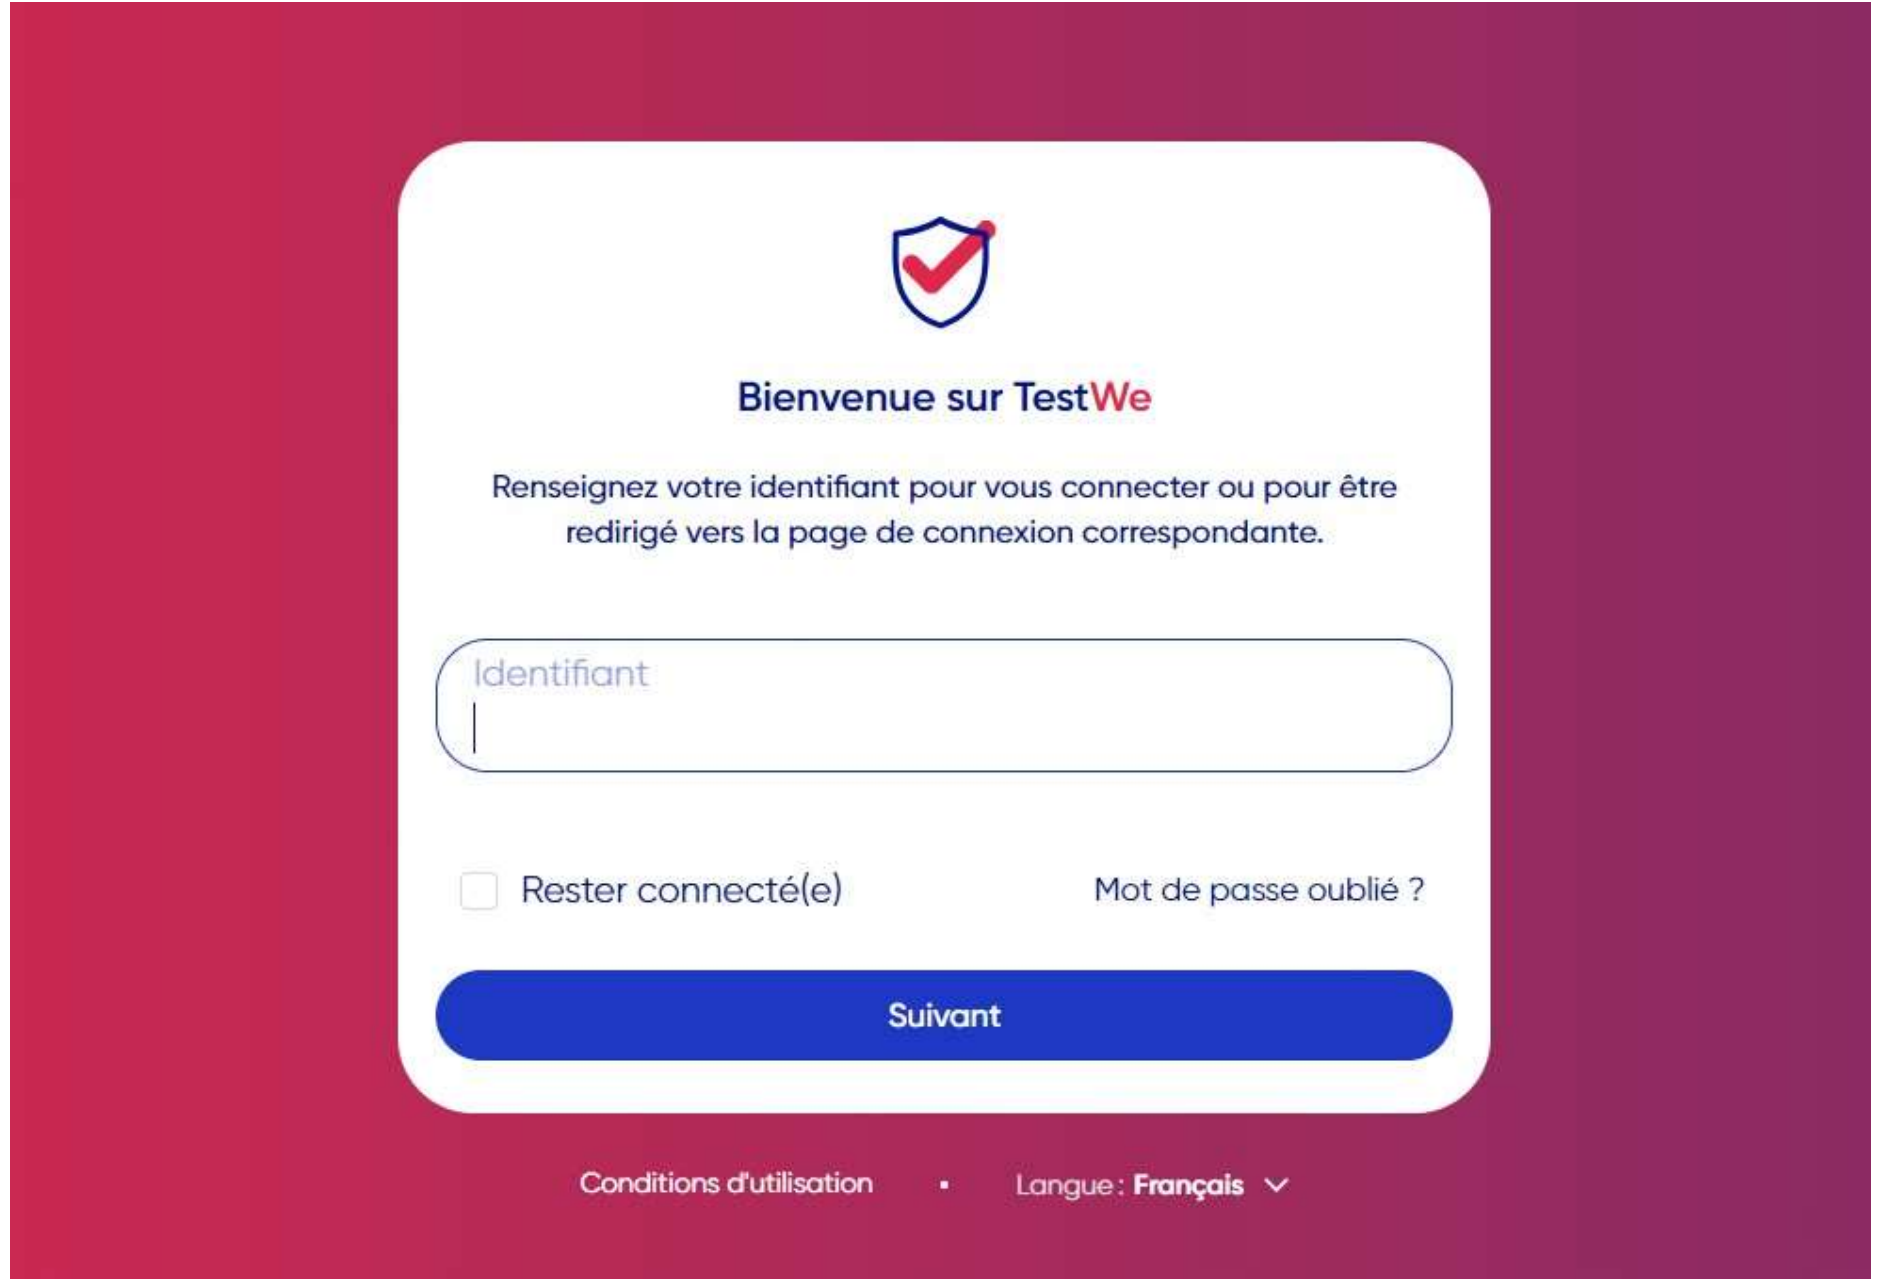 Bienvenue sur TestWe
Renseignez votre identifiant pour vous connecter ou pour être
redirigé vers la page de connexion correspondante.
Identifiant
Rester connecté(e)
Mot de passe oublié ?
Suivant
Conditions d'utilisation
Langue : Français